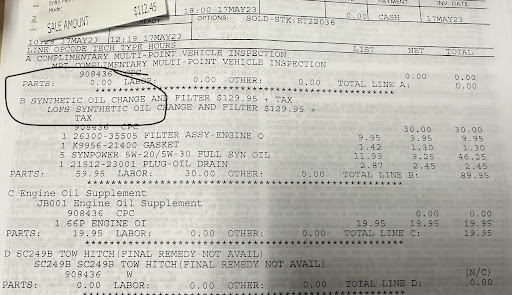 Mode:
SALE AMOUNT
$112.45
READY
18:00 17MAY23
OPTIONS: SOLD-STK:BT22036
0.00
PAYMENT
CASH
INV. DATE
17MAY23
10:28 17MAY23 12:19 17MAY23
LINE OPCODE TECH TYPE HOURS LIST NET TOTAL
A COMPLIMENTARY MULTI-POINT VEHICLE INSPECTION
MPI COMPLIMENTARY MULTI-POINT VEHICLE INSPECTION
908436 CPC 0.00 0.00
PARTS: 0.00 LABOR: 0.00 OTHER: 0.00 TOTAL LINE A: 0.00
B SYNTHETIC OIL CHANGE AND FILTER $129.95 + TAX
LOFS SYNTHETIC OIL CHANGE AND FILTER $129.95 +
TAX
908436 CPC 30.00 30.00
1 26300-35505 FILTER ASSY-ENGINE O 9.95 9.95 9.95
1 K9956-21400 GASKET 1.42 1.30 1.30
5 SYNPOWER 5W-20/5W-30 FULL SYN OIL 11.99 9.25 46.25
1 21512-23001 PLUG-OIL DRAIN 2.87 2.45 2.45
PARTS: 59.95 LABOR: 30.00 OTHER: 0.00 TOTAL LINE B: 89.95
C Engine Oil Supplement
JB001 Engine Oil Supplement
908436 CPC 0.00 0.00
1 66P ENGINE OI 19.95 19.95 19.95
PARTS: 19.95 LABOR: 0.00 OTHER: 0.00 TOTAL LINE C: 19.95
D SC249B TOW HITCH(FINAL REMEDY NOT AVAIL)
SC249B SC249B TOW HITCH(FINAL REMEDY NOT AVAIL)
908436 W (N/C)
PARTS: 0.00 LABOR: 0.00 OTHER: 0.00 TOTAL LINE D: 0.00